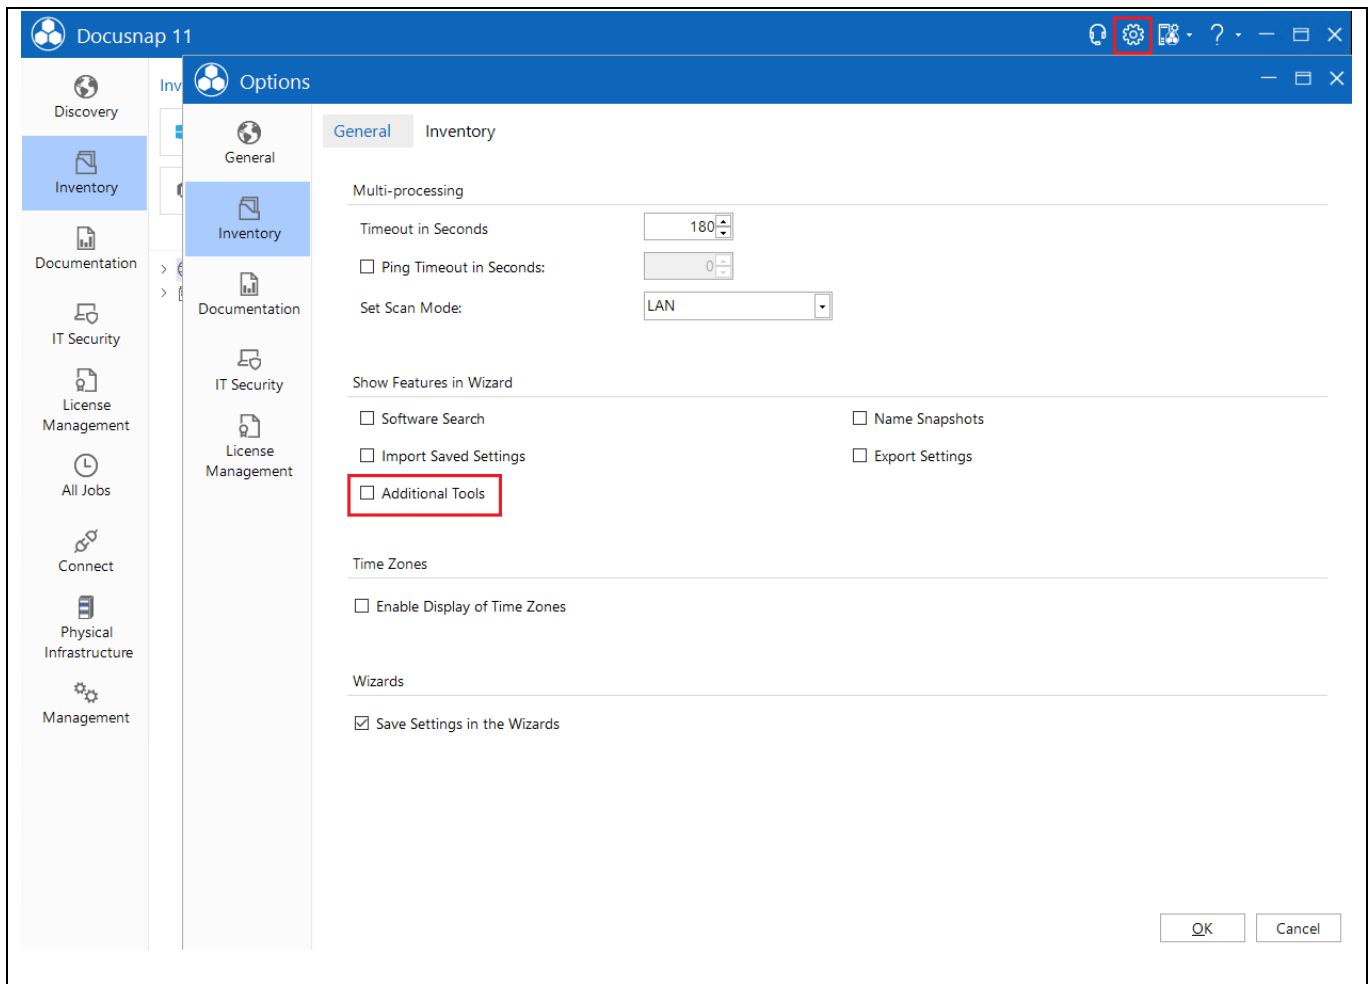 Docusnap 11
Discovery
Inventory
Documentation
IT Security
License
Management
All Jobs
Connect
Physical
Infrastructure
Management
Inv
Options
General
Inventory
Documentation
IT Security
License
Management
General Inventory
Multi-processing
Timeout in Seconds 180
Ping Timeout in Seconds: 0
Set Scan Mode: LAN
Show Features in Wizard
Software Search Name Snapshots
Import Saved Settings Export Settings
Additional Tools
Time Zones
Enable Display of Time Zones
Wizards
Save Settings in the Wizards
OK Cancel